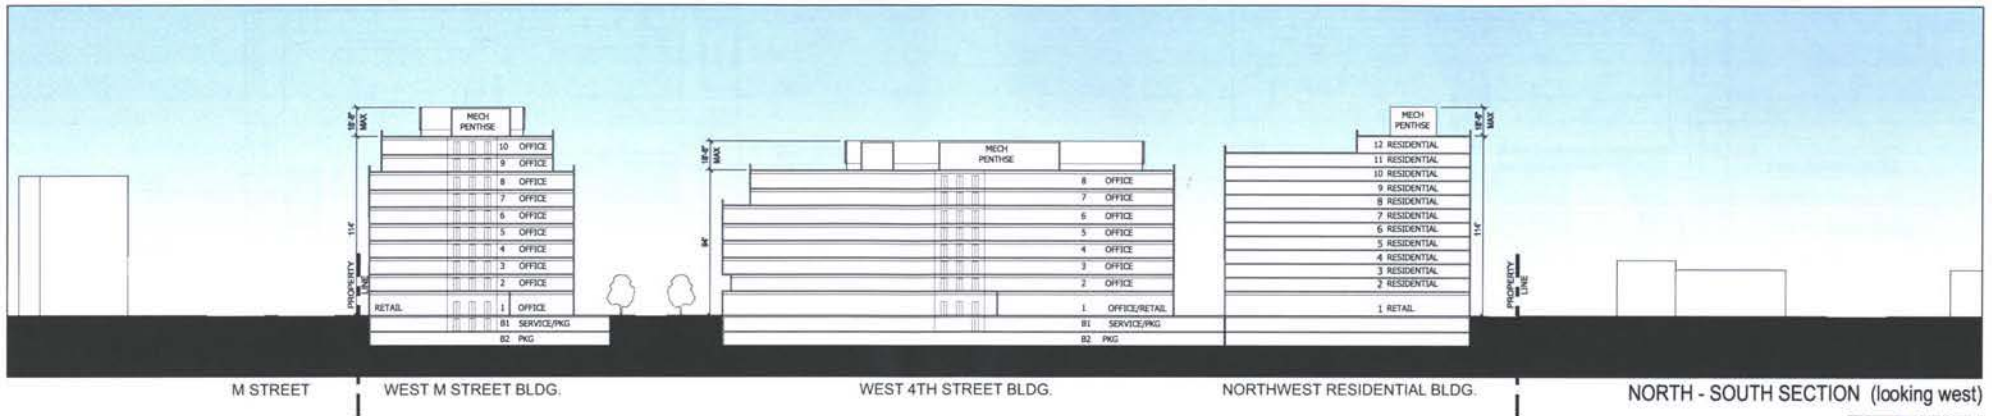 18'-6"
MAX
MECH
PENTHSE
10 OFFICE
9 OFFICE
8 OFFICE
7 OFFICE
6 OFFICE
5 OFFICE
4 OFFICE
3 OFFICE
2 OFFICE
RETAIL 1 OFFICE
B1 SERVICE/PKG
B2 PKG
114'
PROPERTY
LINE
18'-6"
MAX
MECH
PENTHSE
8 OFFICE
7 OFFICE
6 OFFICE
5 OFFICE
4 OFFICE
3 OFFICE
2 OFFICE
1 OFFICE/RETAIL
B1 SERVICE/PKG
B2 PKG
94'
MECH
PENTHSE
18'-6"
MAX
12 RESIDENTIAL
11 RESIDENTIAL
10 RESIDENTIAL
9 RESIDENTIAL
8 RESIDENTIAL
7 RESIDENTIAL
6 RESIDENTIAL
5 RESIDENTIAL
4 RESIDENTIAL
3 RESIDENTIAL
2 RESIDENTIAL
1 RETAIL
114'
PROPERTY
LINE
M STREET
WEST M STREET BLDG.
WEST 4TH STREET BLDG.
NORTHWEST RESIDENTIAL BLDG.
NORTH - SOUTH SECTION (looking west)